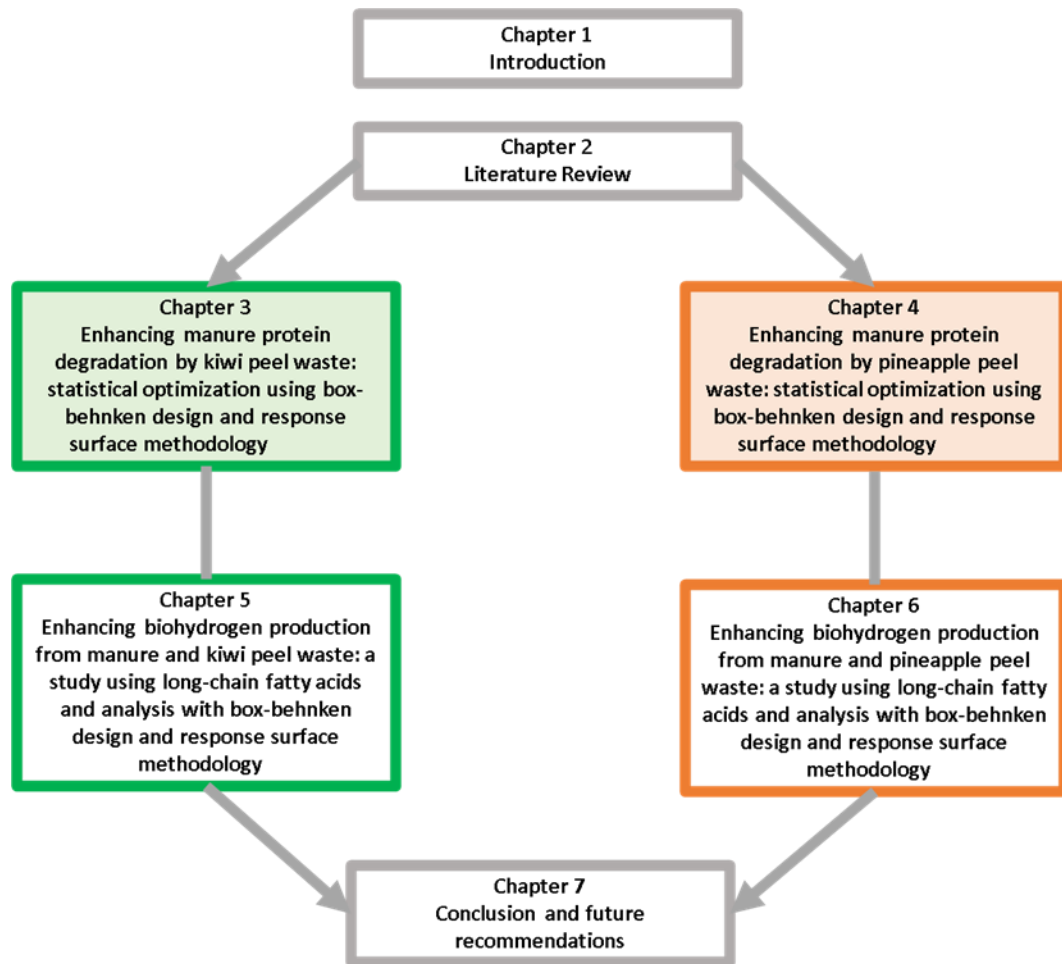 Chapter 1
Introduction
Chapter 2
Literature Review
Chapter 3
Enhancing manure protein
degradation by kiwi peel waste:
statistical optimization using box-
behnken design and response
surface methodology
Chapter 4
Enhancing manure protein
degradation by pineapple peel
waste: statistical optimization using
box-behnken design and response
surface methodology
Chapter 5
Enhancing biohydrogen production
from manure and kiwi peel waste: a
study using long-chain fatty acids
and analysis with box-behnken
design and response surface
methodology
Chapter 6
Enhancing biohydrogen production
from manure and pineapple peel
waste: a study using long-chain fatty
acids and analysis with box-behnken
design and response surface
methodology
Chapter 7
Conclusion and future
recommendations